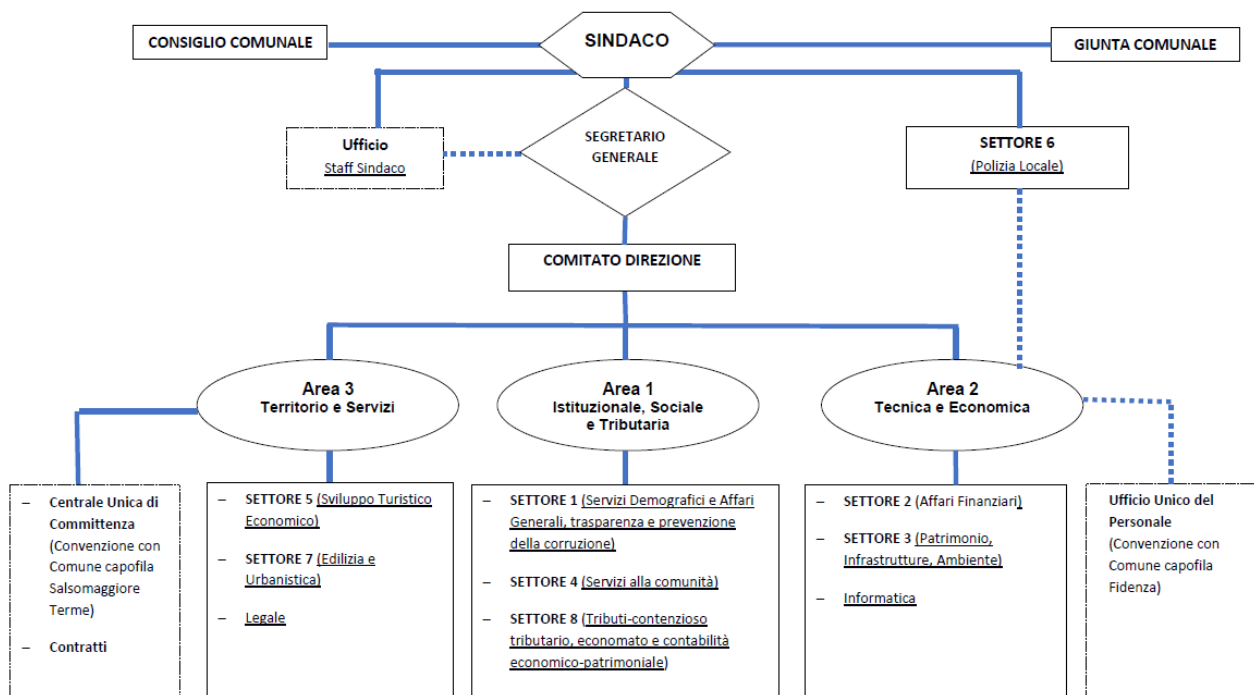 CONSIGLIO COMUNALE
SINDACO
GIUNTA COMUNALE
Ufficio
Staff Sindaco
SEGRETARIO
GENERALE
SETTORE 6
(Polizia Locale)
COMITATO DIREZIONE
Area 3
Territorio e Servizi
Area 1
Istituzionale, Sociale
e Tributaria
Area 2
Tecnica e Economica
– Centrale Unica di
Committenza
(Convenzione con
Comune capofila
Salsomaggiore
Terme)
– Contratti
– SETTORE 5 (Sviluppo Turistico
Economico)
– SETTORE 7 (Edilizia e
Urbanistica)
– Legale
– SETTORE 1 (Servizi Demografici e Affari
Generali, trasparenza e prevenzione
della corruzione)
– SETTORE 4 (Servizi alla comunità)
– SETTORE 8 (Tributi-contenzioso
tributario, economato e contabilità
economico-patrimoniale)
– SETTORE 2 (Affari Finanziari)
– SETTORE 3 (Patrimonio,
Infrastrutture, Ambiente)
– Informatica
Ufficio Unico del
Personale
(Convenzione con
Comune capofila
Fidenza)